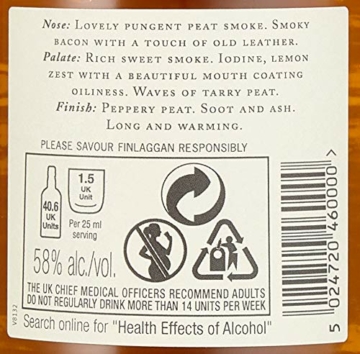 Nose: Lovely pungent peat smoke. Smoky
bacon with a touch of old leather.
Palate: Rich sweet smoke. Iodine, lemon
zest with a beautiful mouth coating
oiliness. Waves of tarry peat.
Finish: Peppery peat. Soot and ash.
Long and warming.
PLEASE SAVOUR FINLAGGAN RESPONSIBLY
40.6
UK
Units
1.5
UK
Unit
Per 25 ml
serving
58% alc./vol.
THE UK CHIEF MEDICAL OFFICERS RECOMMEND ADULTS
DO NOT REGULARLY DRINK MORE THAN 14 UNITS PER WEEK
Search online for "Health Effects of Alcohol"
V8132
5 024720 460000 >